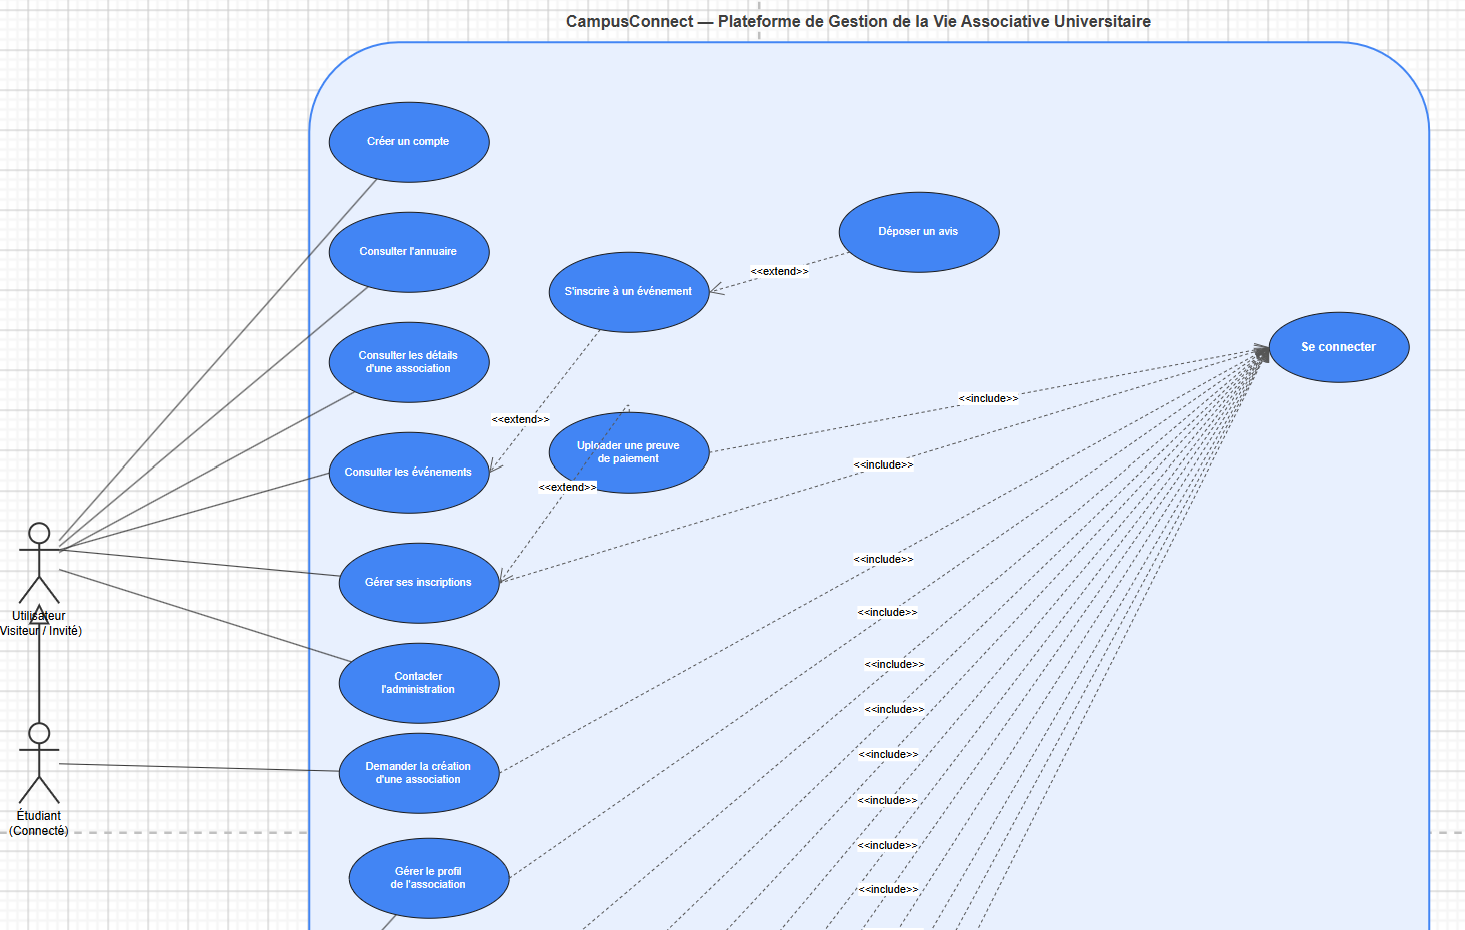 CampusConnect — Plateforme de Gestion de la Vie Associative Universitaire
Créer un compte
Consulter l'annuaire
Déposer un avis
<<extend>>
S'inscrire à un événement
Consulter les détails
d'une association
Se connecter
<<include>>
<<extend>>
Uploader une preuve
de paiement
Consulter les événements
<<include>>
<<extend>>
<<include>>
Gérer ses inscriptions
<<include>>
Utilisateur
Visiteur / Invité)
<<include>>
Contacter
l'administration
<<include>>
<<include>>
Demander la création
d'une association
<<include>>
Étudiant
(Connecté)
<<include>>
Gérer le profil
de l'association
<<include>>